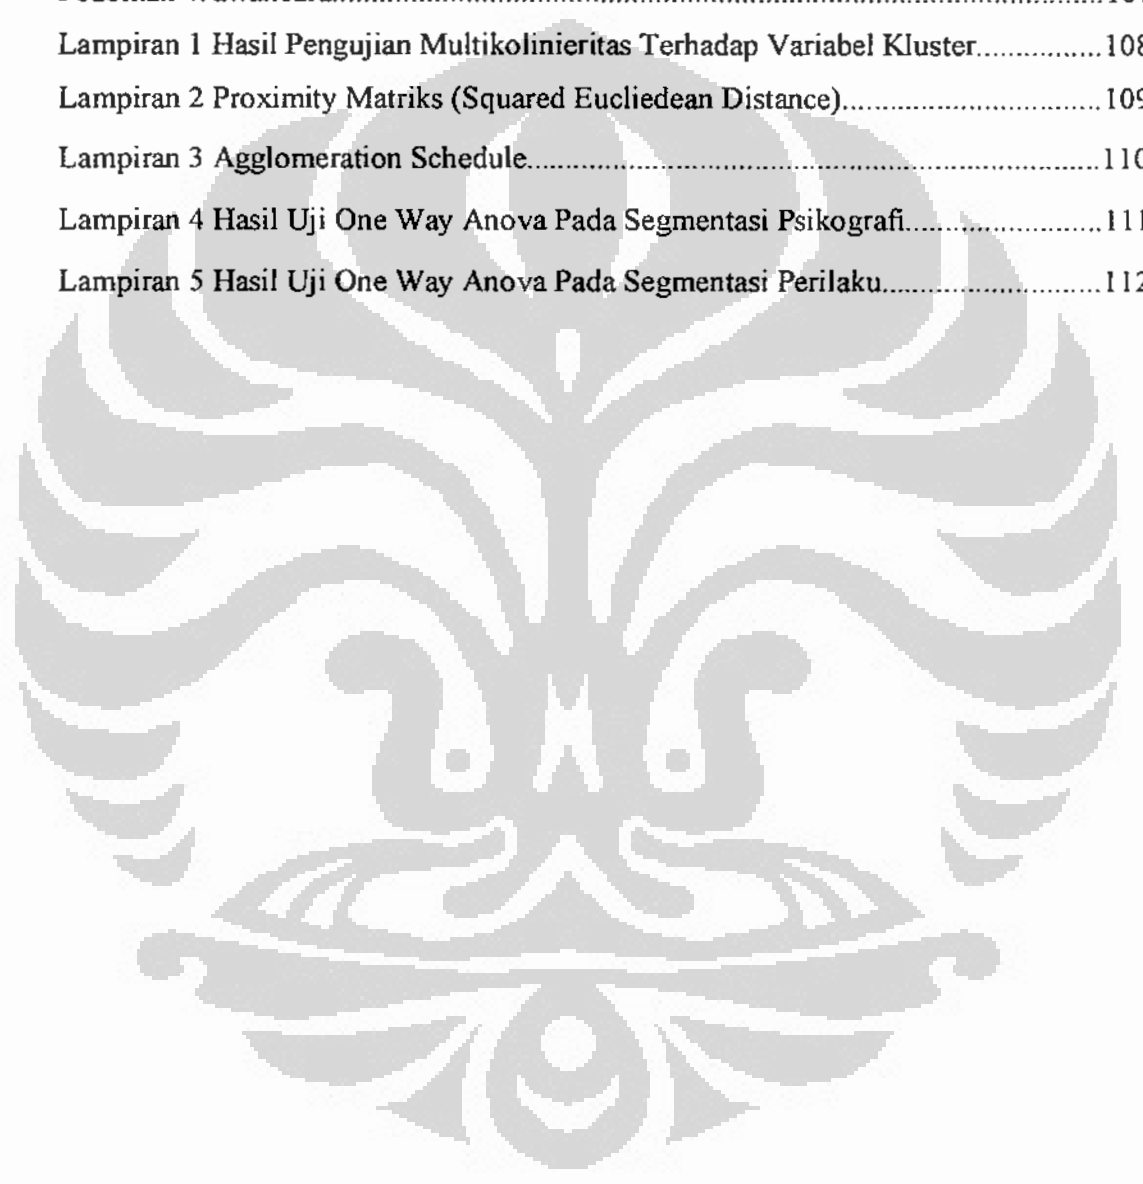 Lampiran 1 Hasil Pengujian Multikolinieritas Terhadap Variabel Kluster................108
Lampiran 2 Proximity Matriks (Squared Eucliedean Distance)..................................109
Lampiran 3 Agglomeration Schedule...........................................................................110
Lampiran 4 Hasil Uji One Way Anova Pada Segmentasi Psikografi.........................111
Lampiran 5 Hasil Uji One Way Anova Pada Segmentasi Perilaku............................112